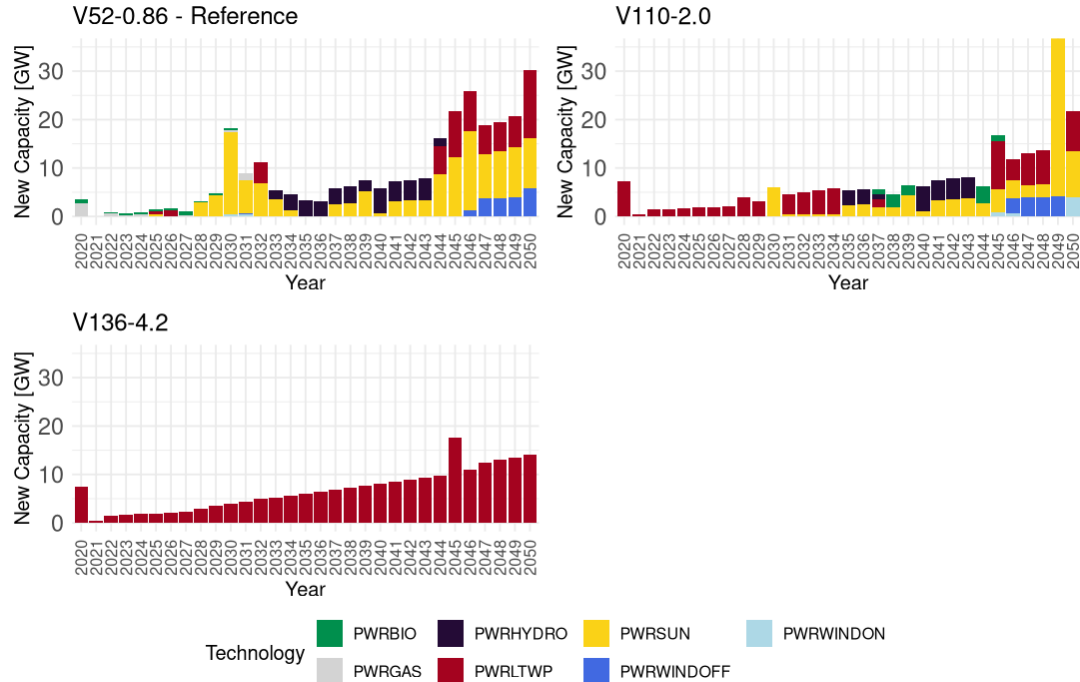 V52-0.86 - Reference
New Capacity [GW]
30
20
10
0
2020 2021 2022 2023 2024 2025 2026 2027 2028 2029 2030 2031 2032 2033 2034 2035 2036 2037 2038 2039 2040 2041 2042 2043 2044 2045 2046 2047 2048 2049 2050
Year
V110-2.0
New Capacity [GW]
30
20
10
0
2020 2021 2022 2023 2024 2025 2026 2027 2028 2029 2030 2031 2032 2033 2034 2035 2036 2037 2038 2039 2040 2041 2042 2043 2044 2045 2046 2047 2048 2049 2050
Year
V136-4.2
New Capacity [GW]
30
20
10
0
2020 2021 2022 2023 2024 2025 2026 2027 2028 2029 2030 2031 2032 2033 2034 2035 2036 2037 2038 2039 2040 2041 2042 2043 2044 2045 2046 2047 2048 2049 2050
Year
Technology
PWRBIO PWRHYDRO PWRSUN PWRWINDON
PWRGAS PWRLTWP PWRWINDOFF